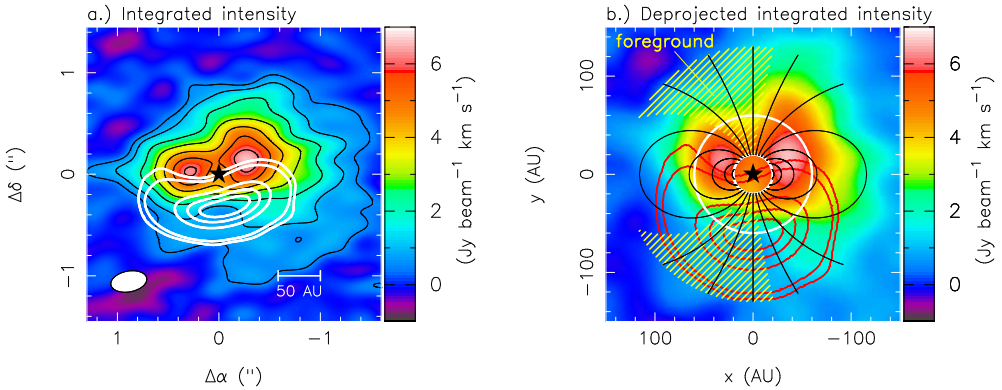 a.) Integrated intensity
1
0
−1
Δδ (")
50 AU
1
0
−1
Δα (")
6
4
2
0
(Jy beam⁻¹ km s⁻¹)
b.) Deprojected integrated intensity
foreground
100
0
−100
y (AU)
100
0
−100
x (AU)
6
4
2
0
(Jy beam⁻¹ km s⁻¹)